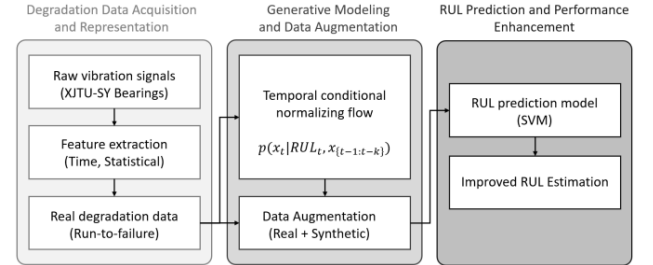 Degradation Data Acquisition
and Representation
Raw vibration signals
(XJTU-SY Bearings)
Feature extraction
(Time, Statistical)
Real degradation data
(Run-to-failure)
Generative Modeling
and Data Augmentation
Temporal conditional
normalizing flow
p(x_t|RUL_t, x_{t−1:t−k})
Data Augmentation
(Real + Synthetic)
RUL Prediction and Performance
Enhancement
RUL prediction model
(SVM)
Improved RUL Estimation